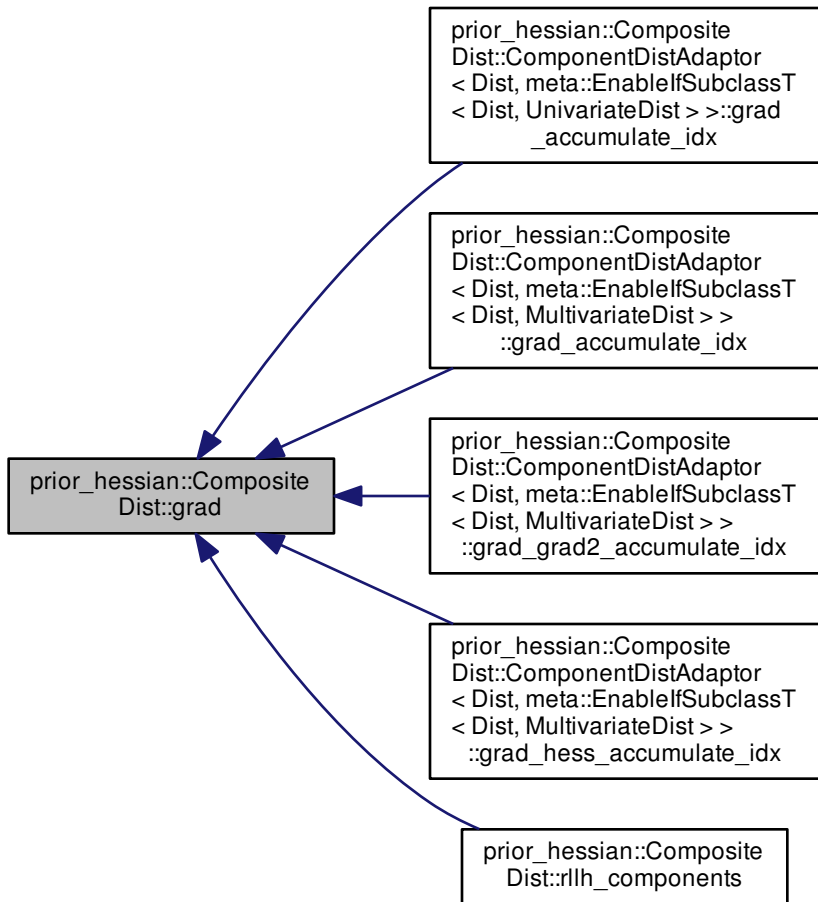 prior_hessian::Composite
Dist::ComponentDistAdaptor
< Dist, meta::EnableIfSubclassT
< Dist, UnivariateDist > >::grad
_accumulate_idx
prior_hessian::Composite
Dist::ComponentDistAdaptor
< Dist, meta::EnableIfSubclassT
< Dist, MultivariateDist > >
::grad_accumulate_idx
prior_hessian::Composite
Dist::grad
prior_hessian::Composite
Dist::ComponentDistAdaptor
< Dist, meta::EnableIfSubclassT
< Dist, MultivariateDist > >
::grad_grad2_accumulate_idx
prior_hessian::Composite
Dist::ComponentDistAdaptor
< Dist, meta::EnableIfSubclassT
< Dist, MultivariateDist > >
::grad_hess_accumulate_idx
prior_hessian::Composite
Dist::rllh_components